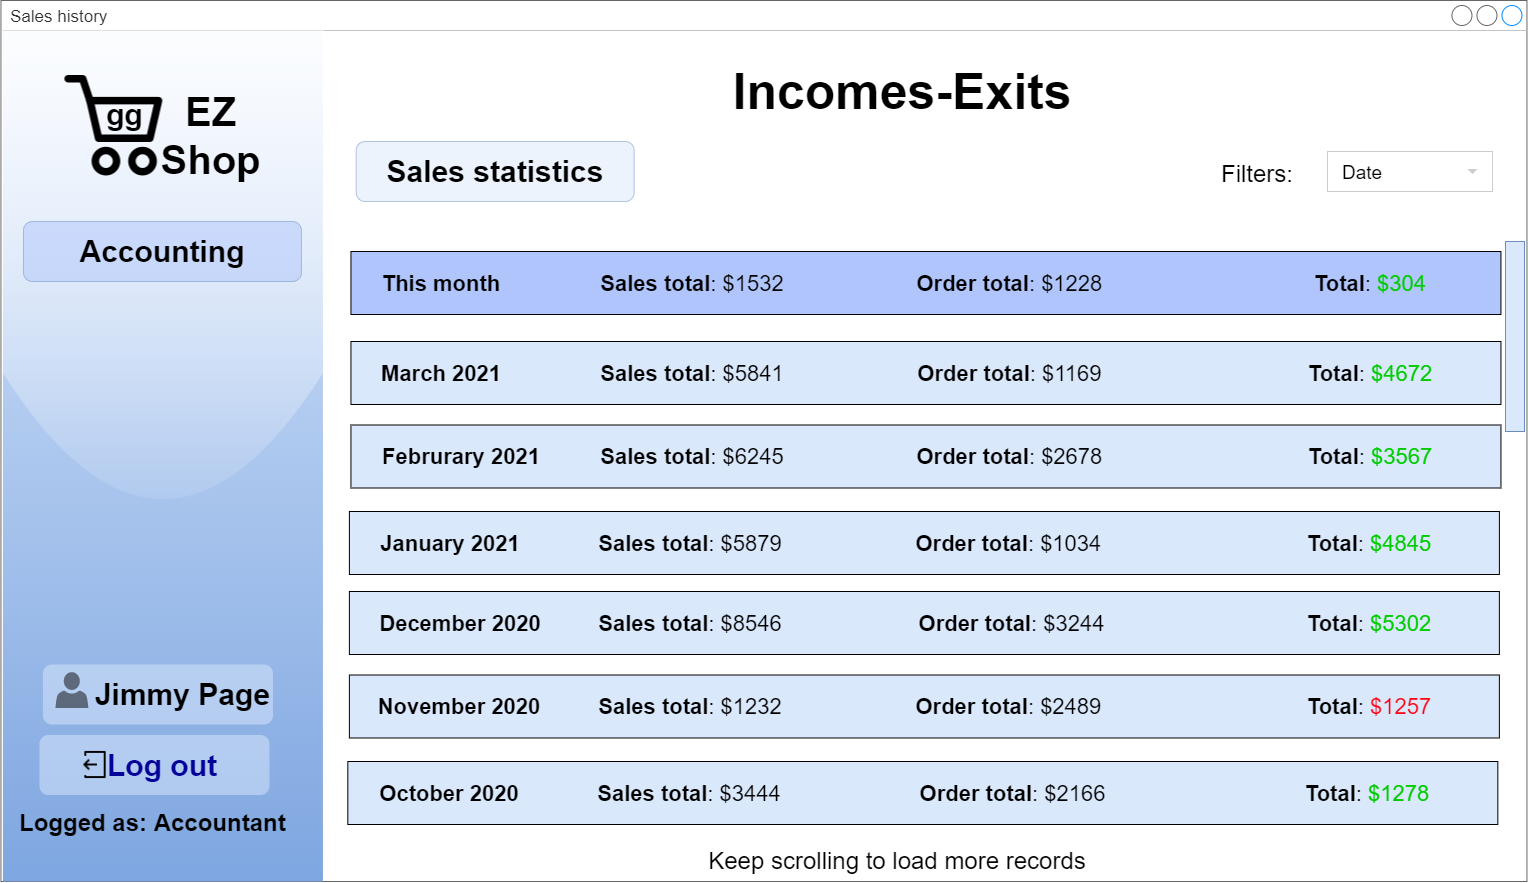 Sales history
gg
EZ
Shop
Accounting
Jimmy Page
Log out
Logged as: Accountant
Incomes-Exits
Sales statistics
Filters: Date
This month Sales total: $1532 Order total: $1228 Total: $304
March 2021 Sales total: $5841 Order total: $1169 Total: $4672
Februrary 2021 Sales total: $6245 Order total: $2678 Total: $3567
January 2021 Sales total: $5879 Order total: $1034 Total: $4845
December 2020 Sales total: $8546 Order total: $3244 Total: $5302
November 2020 Sales total: $1232 Order total: $2489 Total: $1257
October 2020 Sales total: $3444 Order total: $2166 Total: $1278
Keep scrolling to load more records